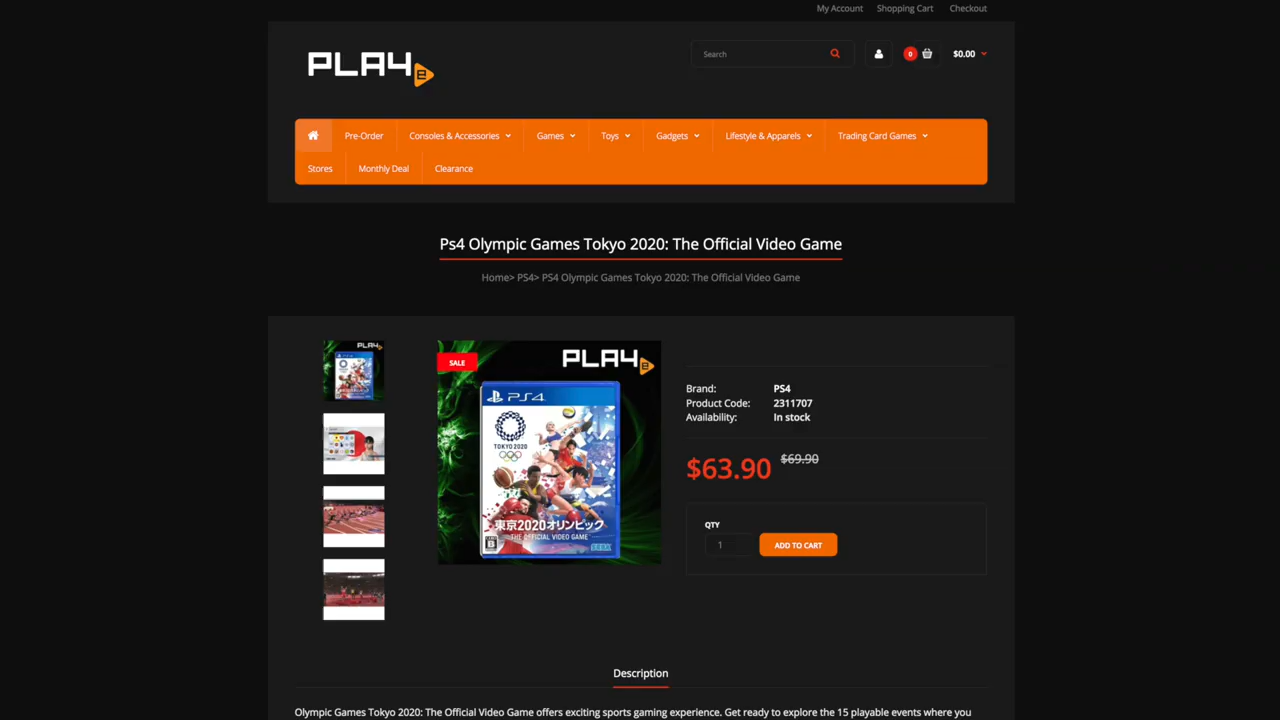 My Account Shopping Cart Checkout
PLAY e
Search
0
$0.00
Pre-Order Consoles & Accessories Games Toys Gadgets Lifestyle & Apparels Trading Card Games
Stores Monthly Deal Clearance
Ps4 Olympic Games Tokyo 2020: The Official Video Game
Home> PS4> PS4 Olympic Games Tokyo 2020: The Official Video Game
PLAY
SALE
PLAY e
PS4
TOKYO 2020
東京2020オリンピック
THE OFFICIAL VIDEO GAME
B
SEGA
Brand: PS4
Product Code: 2311707
Availability: In stock
$63.90 $69.90
QTY
1
ADD TO CART
Description
Olympic Games Tokyo 2020: The Official Video Game offers exciting sports gaming experience. Get ready to explore the 15 playable events where you